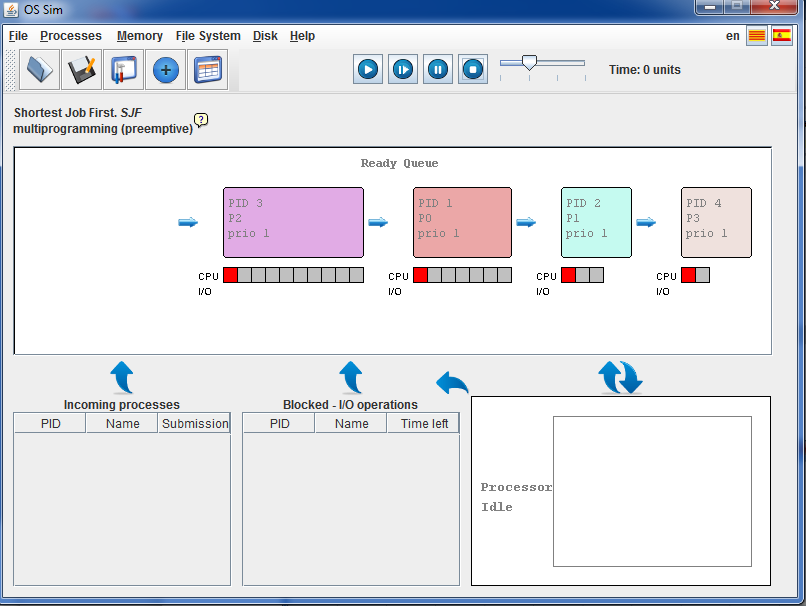 OS Sim
File Processes Memory File System Disk Help en
Time: 0 units
Shortest Job First. SJF
multiprogramming (preemptive) ?
Ready Queue
PID 3 PID 1 PID 2 PID 4
P2 P0 P1 P3
prio 1 prio 1 prio 1 prio 1
CPU CPU CPU CPU
I/O I/O I/O I/O
Incoming processes Blocked - I/O operations
PID Name Submission PID Name Time left
Processor
Idle